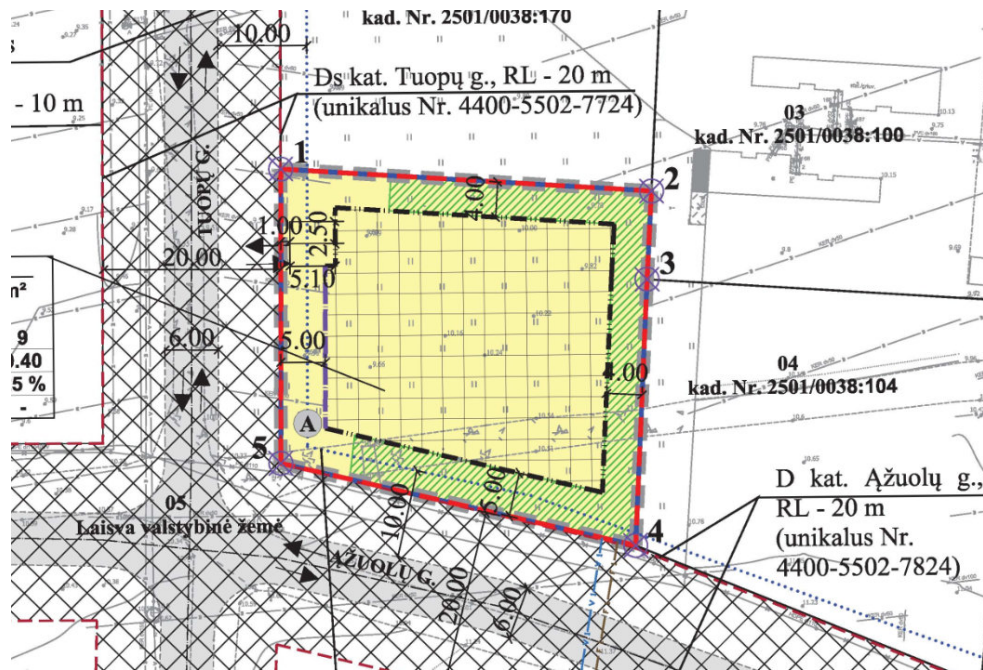 kad. Nr. 2501/0038:170
10.00
Ds kat. Tuopų g., RL - 20 m
(unikalus Nr. 4400-5502-7724)
- 10 m
03
kad. Nr. 2501/0038:100
1
2
4.00
TUOPŲ G.
1.00
2.50
20.00
5.10
3
m²
9
0.40
5 %
-
6.00
5.00
4.00
04
kad. Nr. 2501/0038:104
A
5
05
Laisva valstybinė žemė
10.00
5.00
4
D kat. Ąžuolų g.,
RL - 20 m
(unikalus Nr.
4400-5502-7824)
ĄŽUOLŲ G.
20.00
6.00